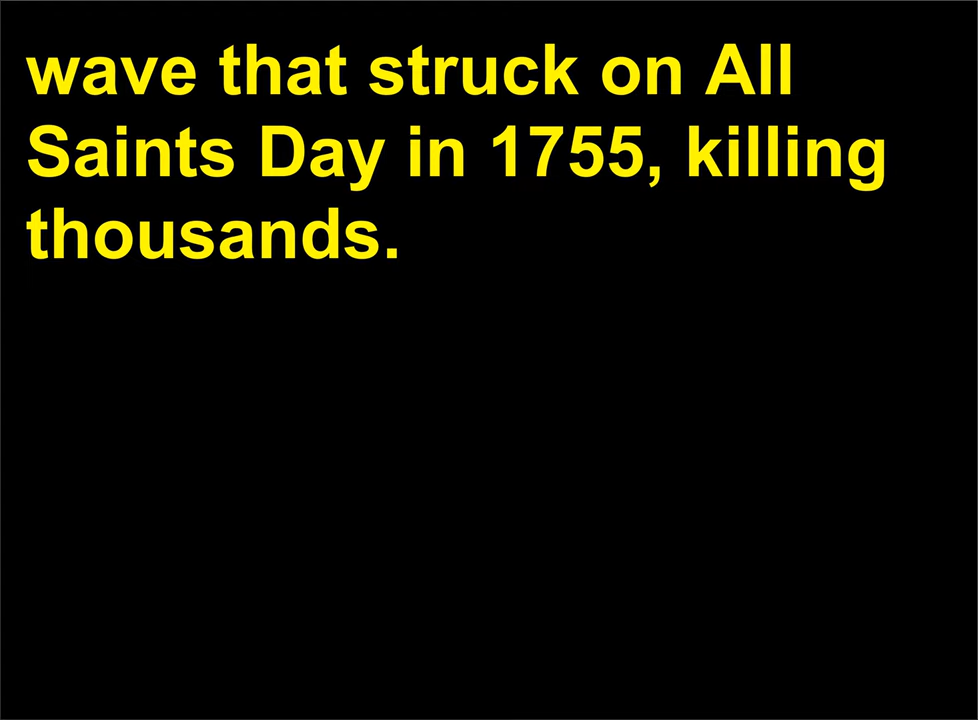 wave that struck on All
Saints Day in 1755, killing
thousands.